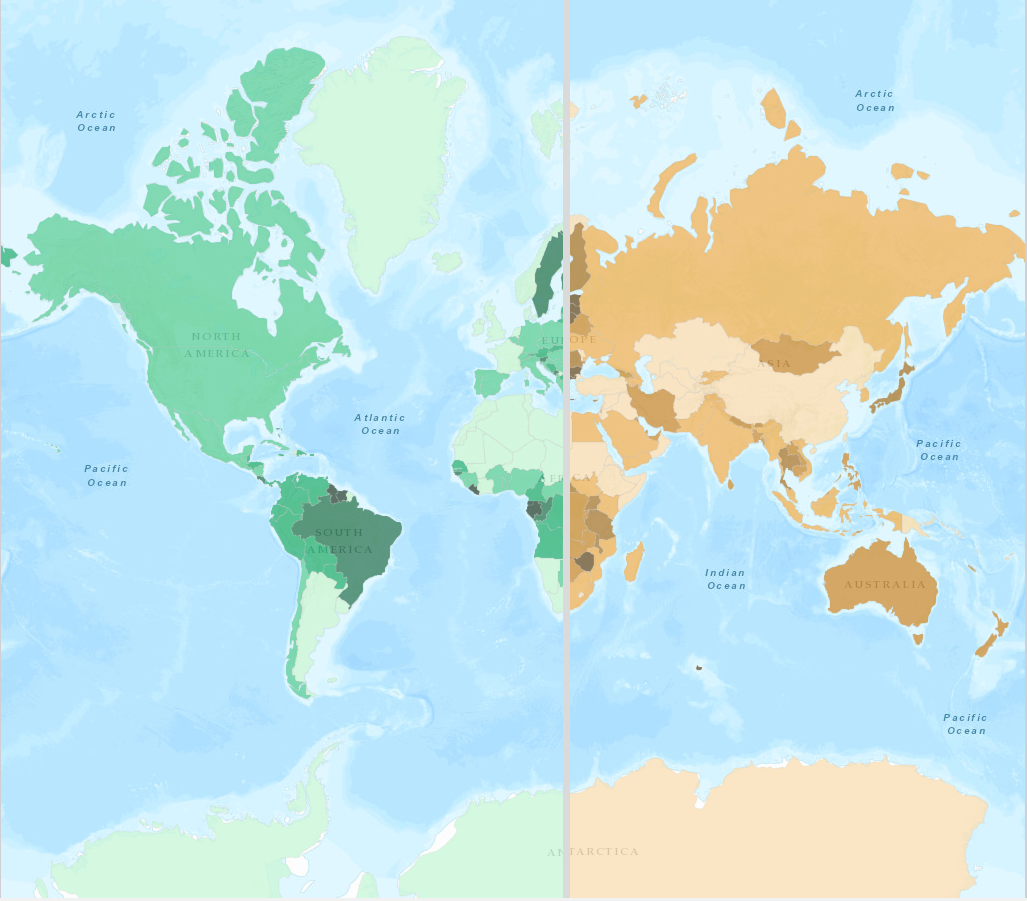 Arctic
Ocean
Arctic
Ocean
NORTH
AMERICA
EUROPE
ASIA
Atlantic
Ocean
Pacific
Ocean
Pacific
Ocean
AFRICA
SOUTH
AMERICA
Indian
Ocean
AUSTRALIA
Pacific
Ocean
ANTARCTICA